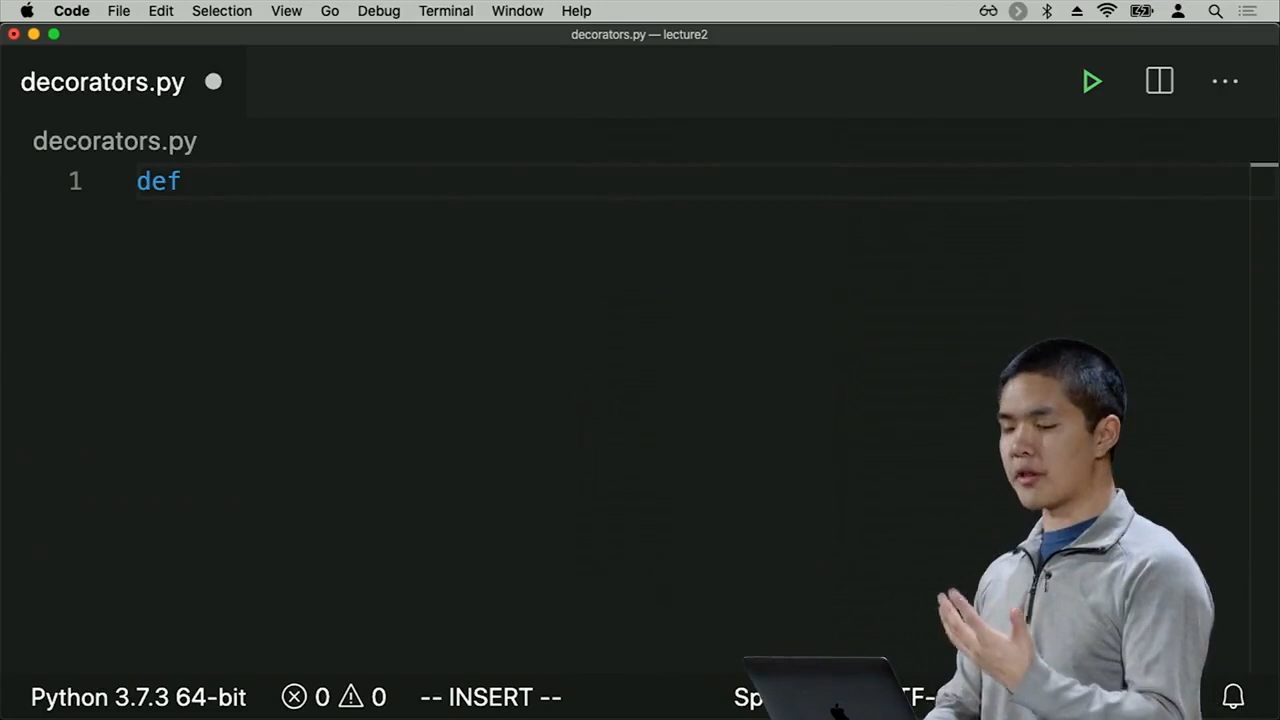 Code File Edit Selection View Go Debug Terminal Window Help
decorators.py — lecture2
decorators.py
decorators.py
1 def
Python 3.7.3 64-bit 0 0 -- INSERT --